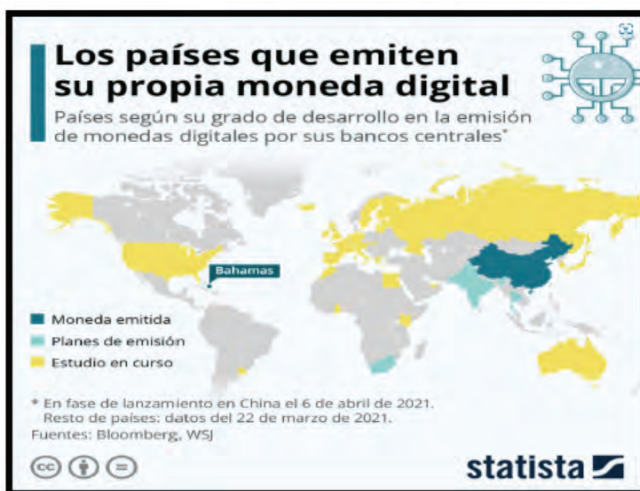 Los países que emiten
su propia moneda digital
Países según su grado de desarrollo en la emisión
de monedas digitales por sus bancos centrales*
Bahamas
Moneda emitida
Planes de emisión
Estudio en curso
* En fase de lanzamiento en China el 6 de abril de 2021.
Resto de países: datos del 22 de marzo de 2021.
Fuentes: Bloomberg, WSJ
cc
statista